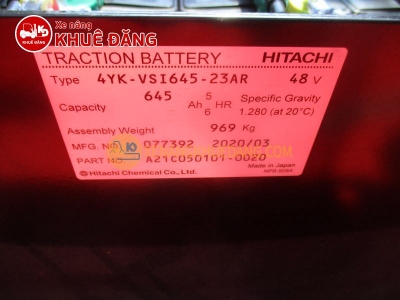 Xe nâng
KHUÊ ĐĂNG
TRACTION BATTERY HITACHI
Type 4YK-VSI645-23AR 48 V
Capacity 645 Ah 5 6 HR Specific Gravity 1.280 (at 20°C)
Assembly Weight 969 Kg
MFG. NO. 077392 2020/03
PART NO. A21C050101-0020
Hitachi Chemical Co., Ltd. Made in Japan